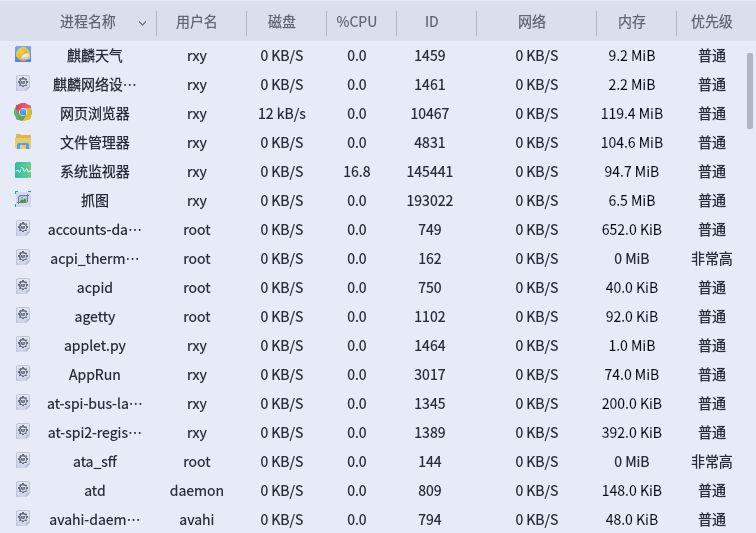 进程名称 用户名 磁盘 %CPU ID 网络 内存 优先级
麒麟天气 rxy 0 KB/S 0.0 1459 0 KB/S 9.2 MiB 普通
麒麟网络设··· rxy 0 KB/S 0.0 1461 0 KB/S 2.2 MiB 普通
网页浏览器 rxy 12 kB/s 0.0 10467 0 KB/S 119.4 MiB 普通
文件管理器 rxy 0 KB/S 0.0 4831 0 KB/S 104.6 MiB 普通
系统监视器 rxy 0 KB/S 16.8 145441 0 KB/S 94.7 MiB 普通
抓图 rxy 0 KB/S 0.0 193022 0 KB/S 6.5 MiB 普通
accounts-da··· root 0 KB/S 0.0 749 0 KB/S 652.0 KiB 普通
acpi_therm··· root 0 KB/S 0.0 162 0 KB/S 0 MiB 非常高
acpid root 0 KB/S 0.0 750 0 KB/S 40.0 KiB 普通
agetty root 0 KB/S 0.0 1102 0 KB/S 92.0 KiB 普通
applet.py rxy 0 KB/S 0.0 1464 0 KB/S 1.0 MiB 普通
AppRun rxy 0 KB/S 0.0 3017 0 KB/S 74.0 MiB 普通
at-spi-bus-la··· rxy 0 KB/S 0.0 1345 0 KB/S 200.0 KiB 普通
at-spi2-regis··· rxy 0 KB/S 0.0 1389 0 KB/S 392.0 KiB 普通
ata_sff root 0 KB/S 0.0 144 0 KB/S 0 MiB 非常高
atd daemon 0 KB/S 0.0 809 0 KB/S 148.0 KiB 普通
avahi-daem··· avahi 0 KB/S 0.0 794 0 KB/S 48.0 KiB 普通